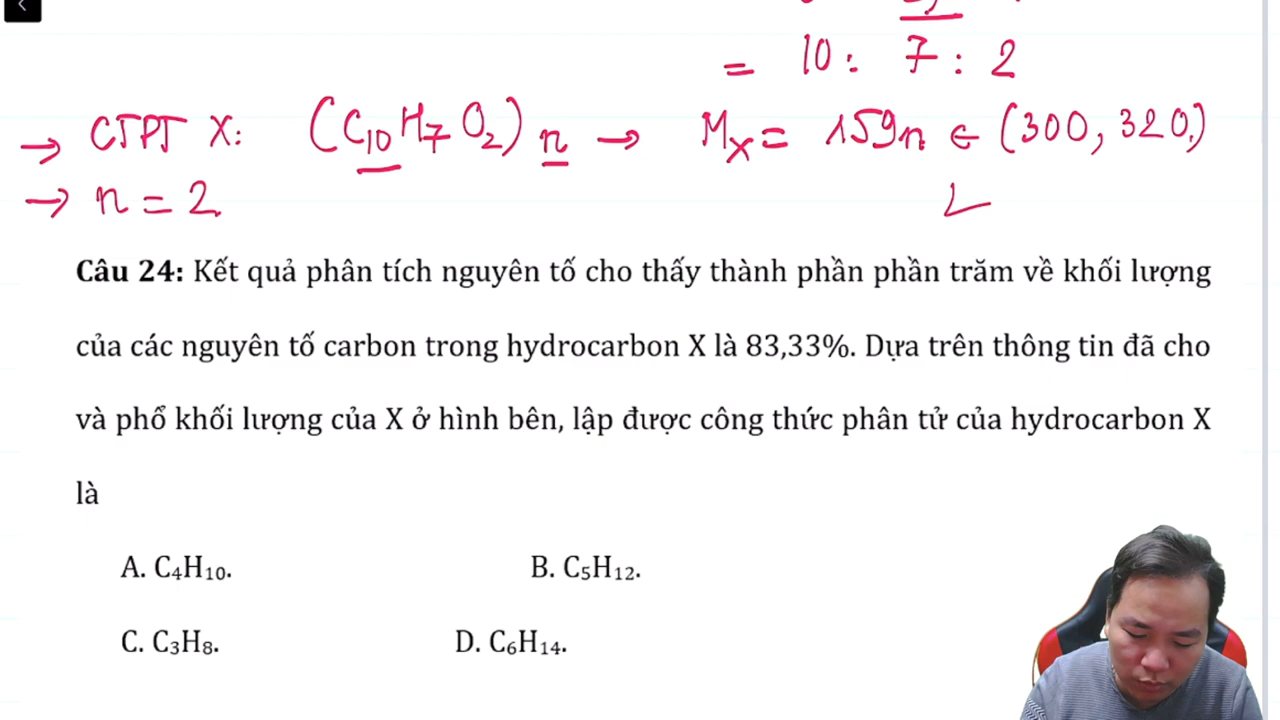 = 10 : 7 : 2
→ CTPT X: (C₁₀H₇O₂)n → Mx = 159n ∈ (300, 320)
→ n = 2
Câu 24: Kết quả phân tích nguyên tố cho thấy thành phần phần trăm về khối lượng
của các nguyên tố carbon trong hydrocarbon X là 83,33%. Dựa trên thông tin đã cho
và phổ khối lượng của X ở hình bên, lập được công thức phân tử của hydrocarbon X
là
A. C₄H₁₀. B. C₅H₁₂.
C. C₃H₈. D. C₆H₁₄.